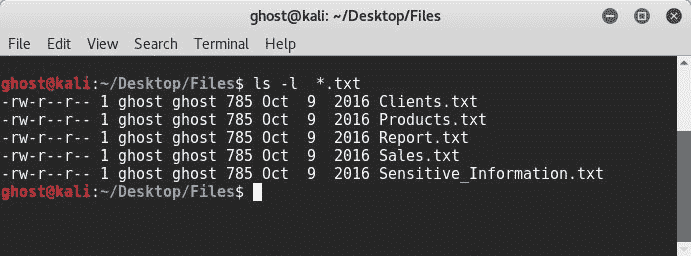 ghost@kali: ~/Desktop/Files
File Edit View Search Terminal Help
ghost@kali:~/Desktop/Files$ ls -l  *.txt
-rw-r--r-- 1 ghost ghost 785 Oct  9  2016 Clients.txt
-rw-r--r-- 1 ghost ghost 785 Oct  9  2016 Products.txt
-rw-r--r-- 1 ghost ghost 785 Oct  9  2016 Report.txt
-rw-r--r-- 1 ghost ghost 785 Oct  9  2016 Sales.txt
-rw-r--r-- 1 ghost ghost 785 Oct  9  2016 Sensitive_Information.txt
ghost@kali:~/Desktop/Files$